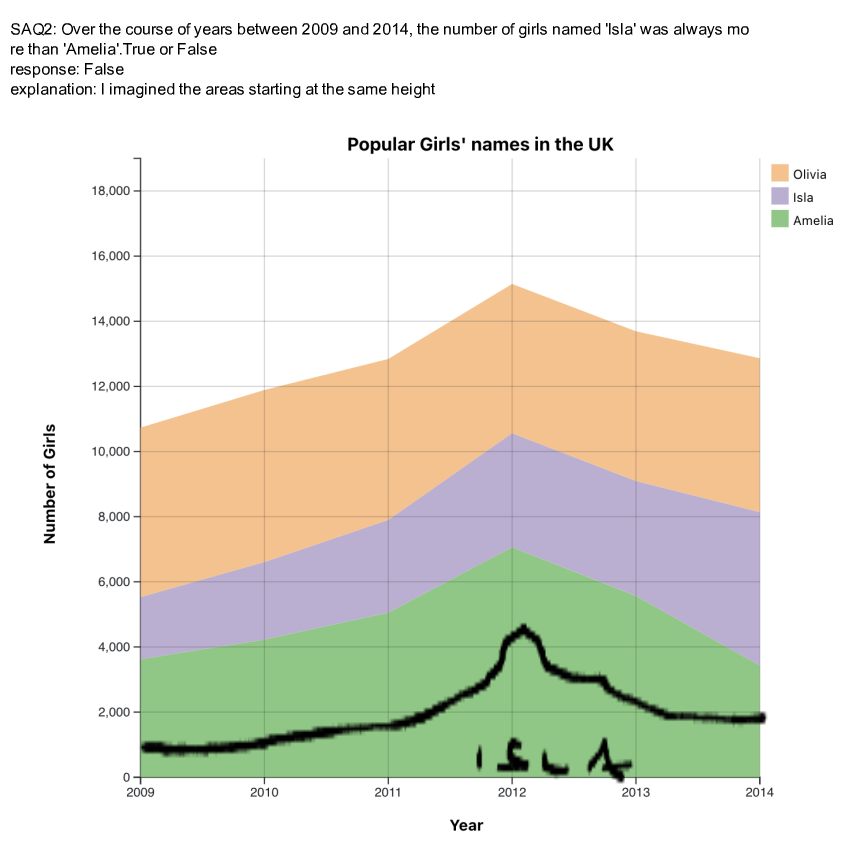 SAQ2: Over the course of years between 2009 and 2014, the number of girls named 'Isla' was always mo
re than 'Amelia'.True or False
response: False
explanation: I imagined the areas starting at the same height
Popular Girls' names in the UK
Olivia
Isla
Amelia
18,000
16,000
14,000
12,000
10,000
8,000
6,000
4,000
2,000
0
Number of Girls
ISLA
2009 2010 2011 2012 2013 2014
Year